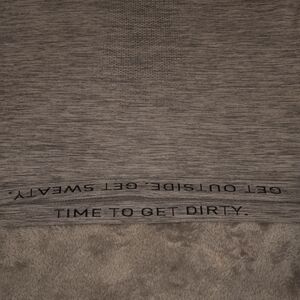 GET OUTSIDE. GET SWEATY.
TIME TO GET DIRTY.